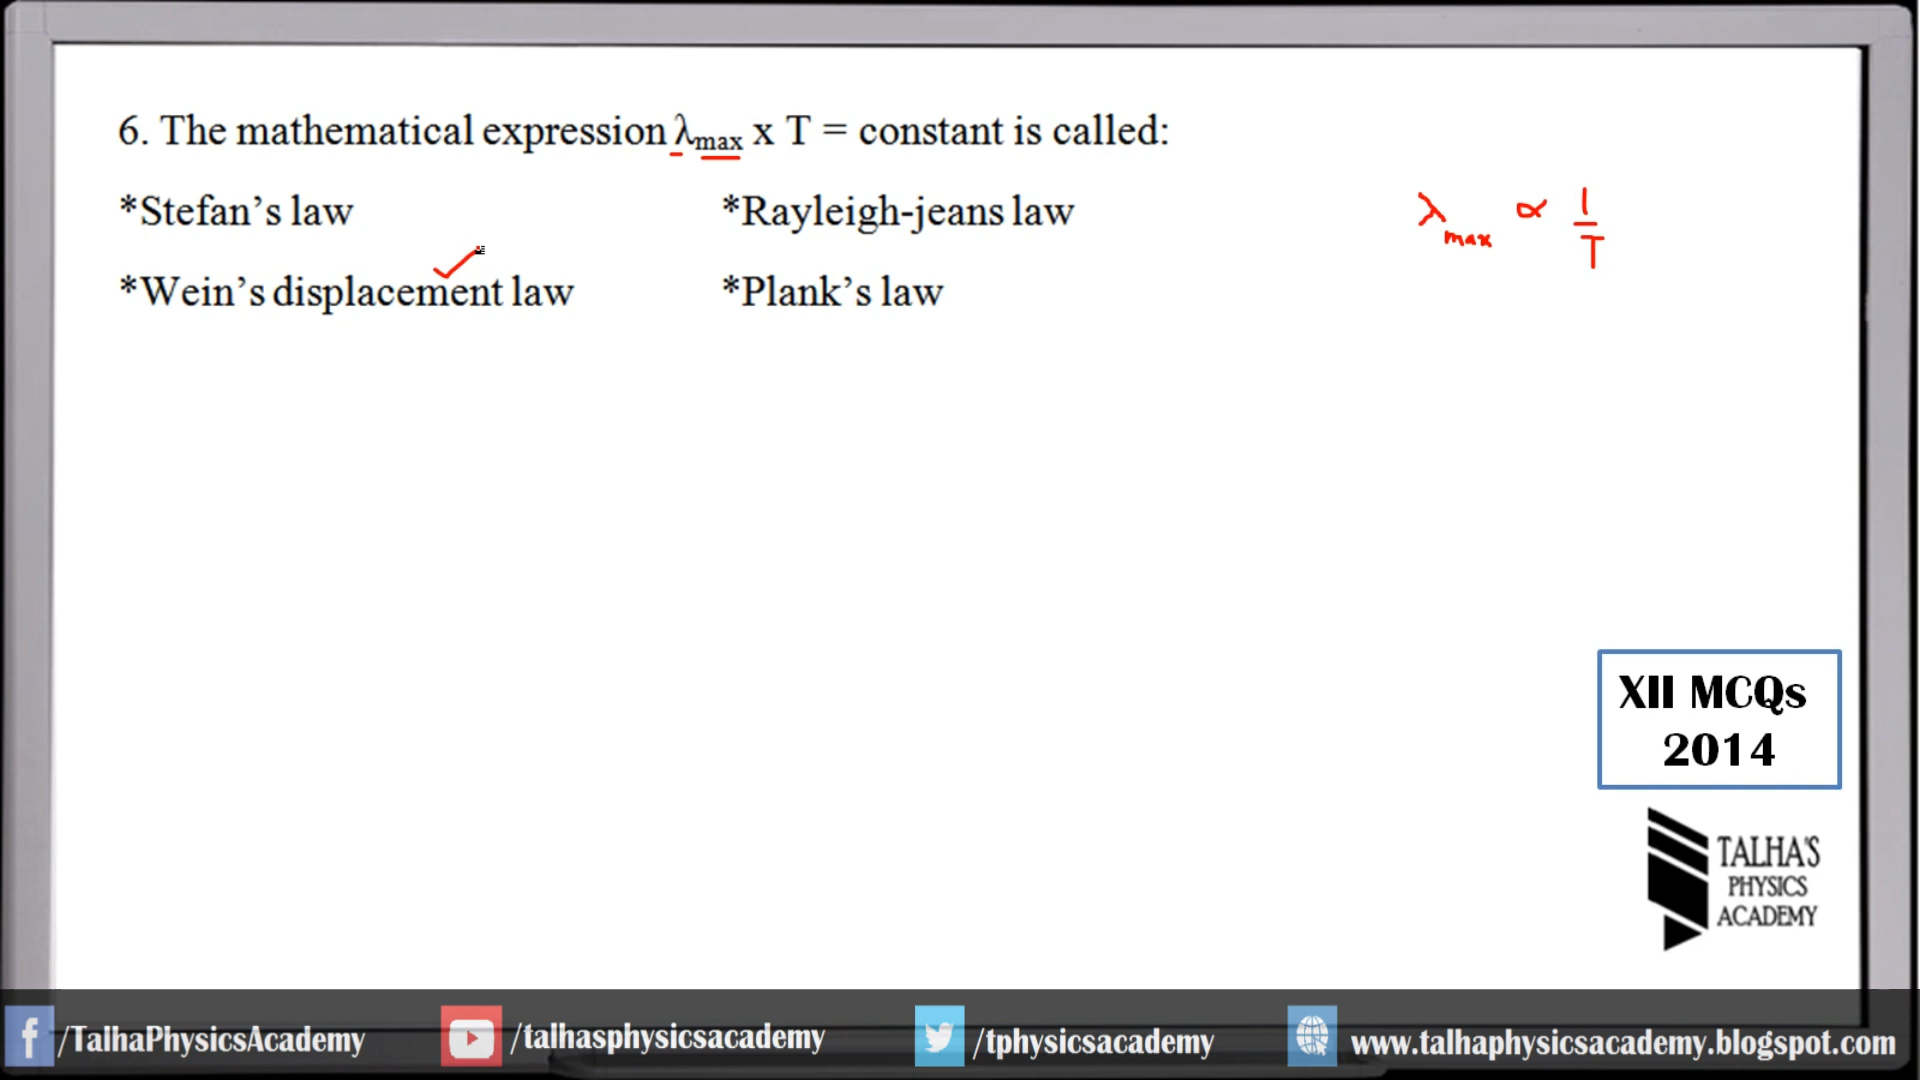 6. The mathematical expression λmax x T = constant is called:
*Stefan’s law
*Rayleigh-jeans law
*Wein’s displacement law
*Plank’s law
λmax ∝ 1/T
XII MCQs
2014
TALHA'S
PHYSICS
ACADEMY
/TalhaPhysicsAcademy
/talhasphysicsacademy
/tphysicsacademy
www.talhaphysicsacademy.blogspot.com